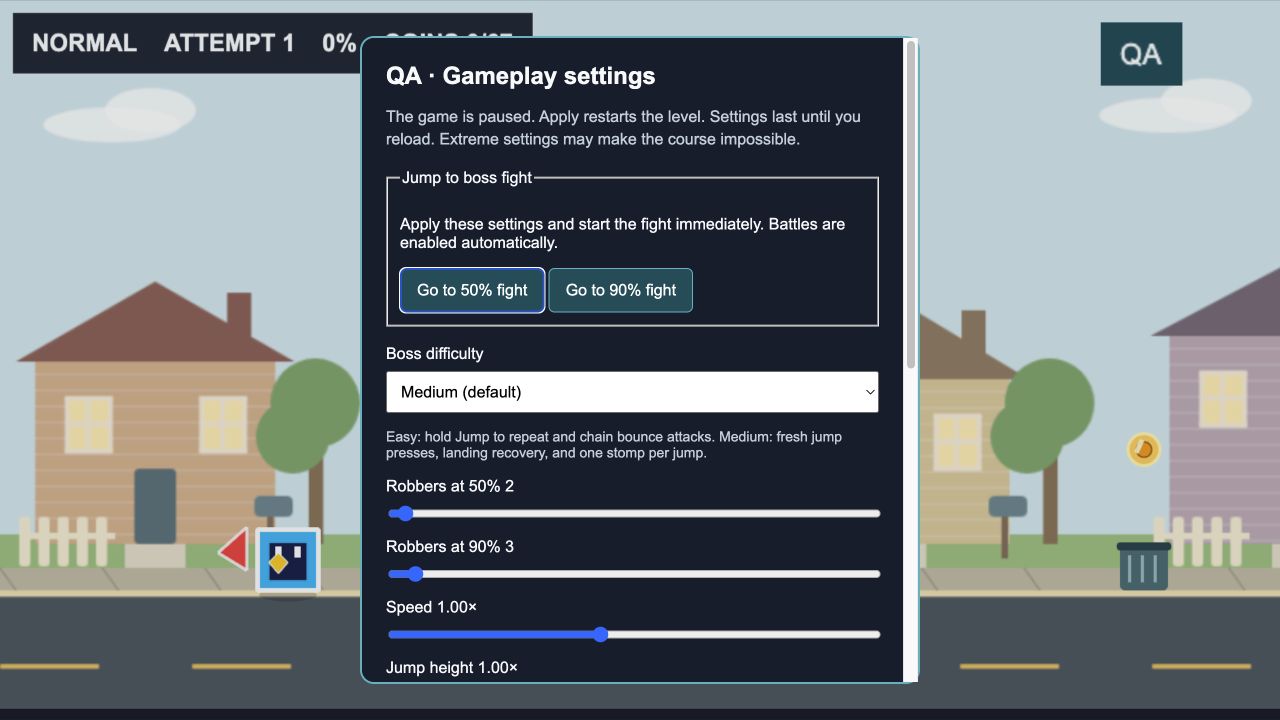 NORMAL ATTEMPT 1 0%
QA
QA · Gameplay settings
The game is paused. Apply restarts the level. Settings last until you
reload. Extreme settings may make the course impossible.
Jump to boss fight
Apply these settings and start the fight immediately. Battles are
enabled automatically.
Go to 50% fight Go to 90% fight
Boss difficulty
Medium (default)
Easy: hold Jump to repeat and chain bounce attacks. Medium: fresh jump
presses, landing recovery, and one stomp per jump.
Robbers at 50% 2
Robbers at 90% 3
Speed 1.00×
Jump height 1.00×